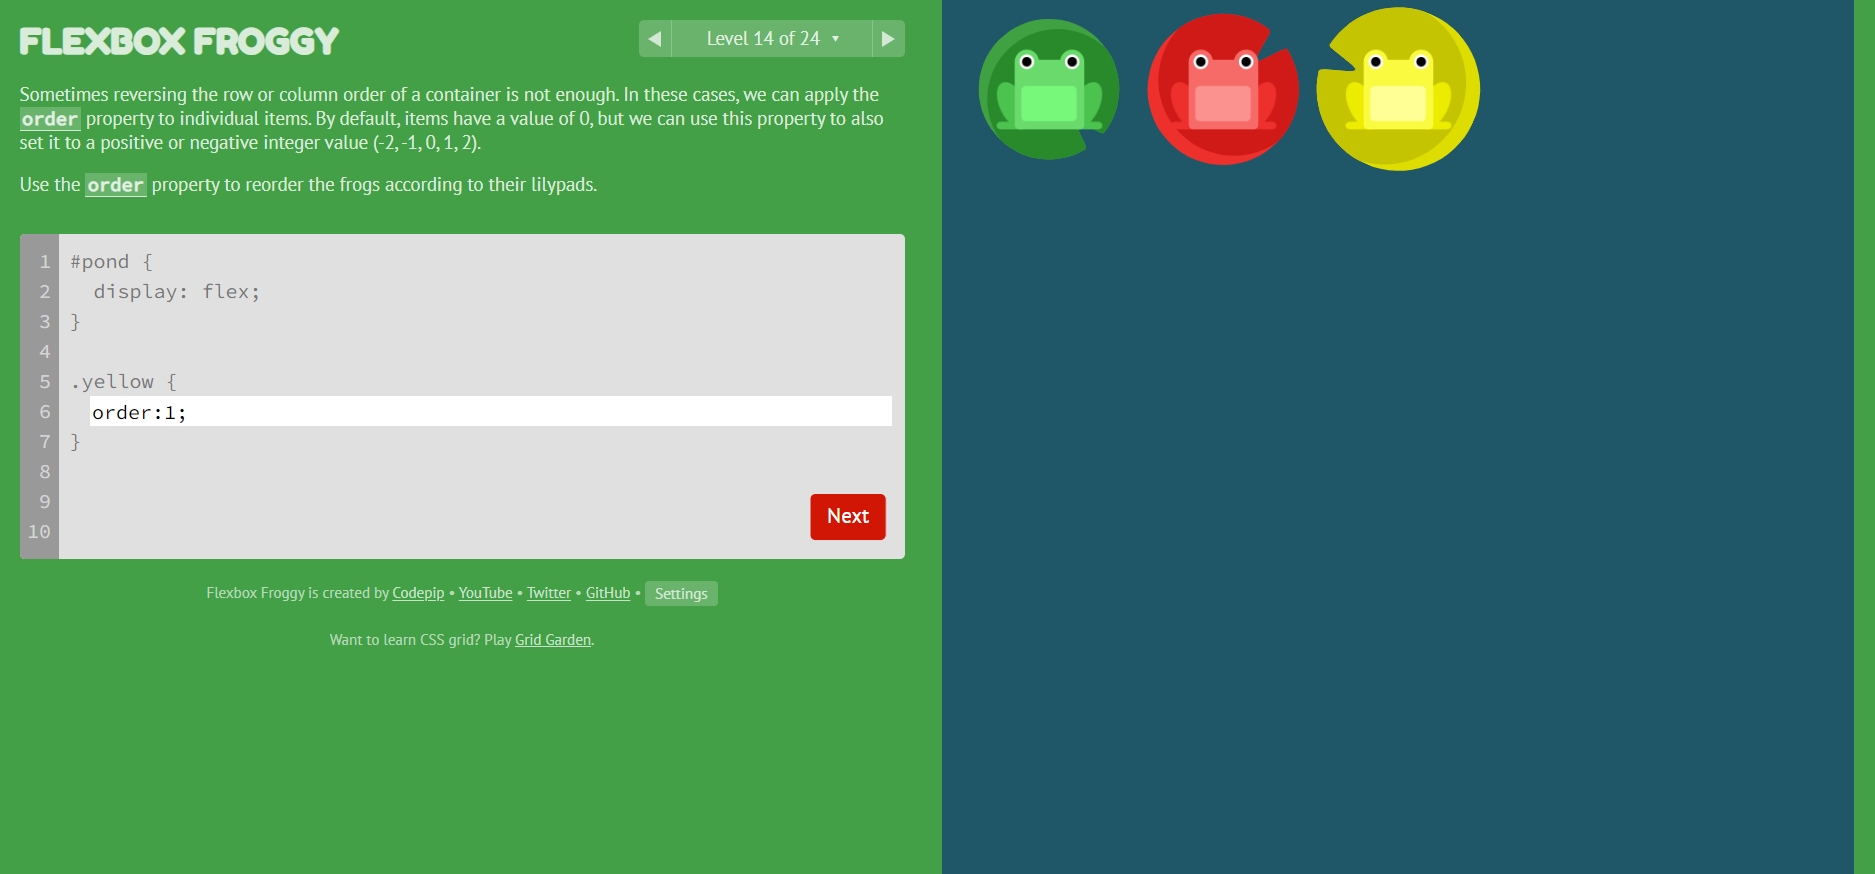 FLEXBOX FROGGY
Level 14 of 24 ▾
Sometimes reversing the row or column order of a container is not enough. In these cases, we can apply the
order property to individual items. By default, items have a value of 0, but we can use this property to also
set it to a positive or negative integer value (-2, -1, 0, 1, 2).
Use the order property to reorder the frogs according to their lilypads.
1 #pond {
2 display: flex;
3 }
4
5 .yellow {
6 order:1;
7 }
8
9
10
Next
Flexbox Froggy is created by Codepip • YouTube • Twitter • GitHub • Settings
Want to learn CSS grid? Play Grid Garden.